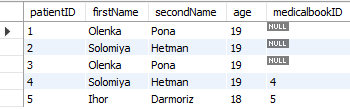 patientID firstName secondName age medicalbookID
1 Olenka Pona 19 NULL
2 Solomiya Hetman 19 NULL
3 Olenka Pona 19 NULL
4 Solomiya Hetman 19 4
5 Ihor Darmoriz 18 5